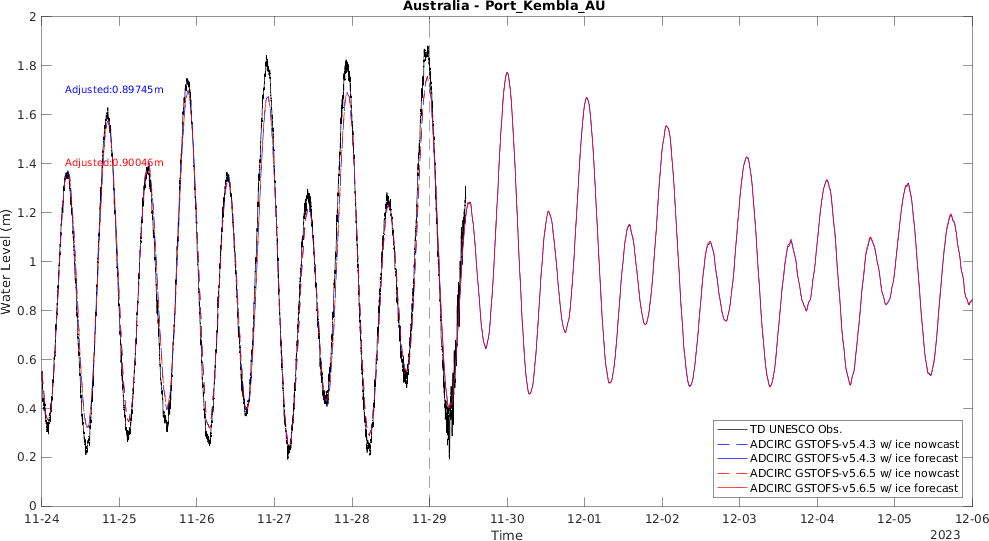 Australia - Port_Kembla_AU
Water Level (m)
2
1.8
1.6
1.4
1.2
1
0.8
0.6
0.4
0.2
0
Adjusted:0.89745m
Adjusted:0.90046m
TD UNESCO Obs.
ADCIRC GSTOFS-v5.4.3 w/ ice nowcast
ADCIRC GSTOFS-v5.4.3 w/ ice forecast
ADCIRC GSTOFS-v5.6.5 w/ ice nowcast
ADCIRC GSTOFS-v5.6.5 w/ ice forecast
11-24 11-25 11-26 11-27 11-28 11-29 11-30 12-01 12-02 12-03 12-04 12-05 12-06
Time
2023